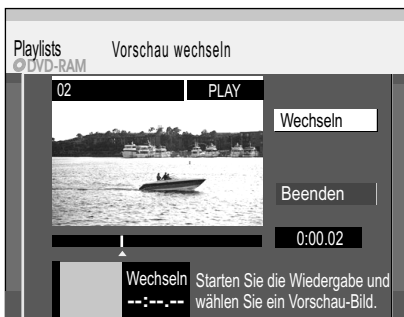 Playlists Vorschau wechseln
DVD-RAM
02 PLAY
Wechseln
Beenden
0:00.02
Wechseln
--:--.--
Starten Sie die Wiedergabe und
wählen Sie ein Vorschau-Bild.